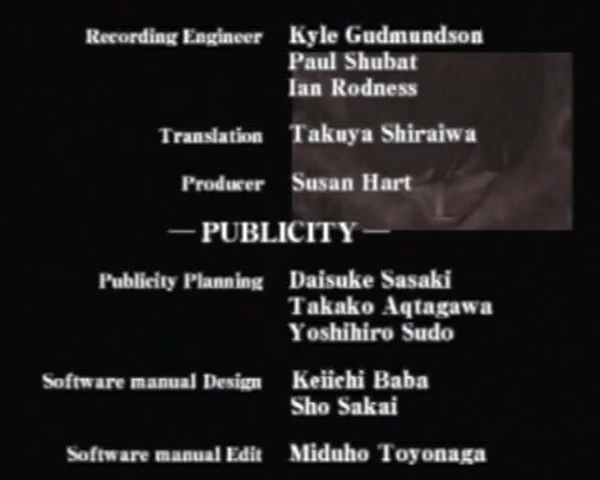 Recording Engineer Kyle Gudmundson
Paul Shubat
Ian Rodness
Translation Takuya Shiraiwa
Producer Susan Hart
— PUBLICITY —
Publicity Planning Daisuke Sasaki
Takako Aqtagawa
Yoshihiro Sudo
Software manual Design Keiichi Baba
Sho Sakai
Software manual Edit Miduho Toyonaga